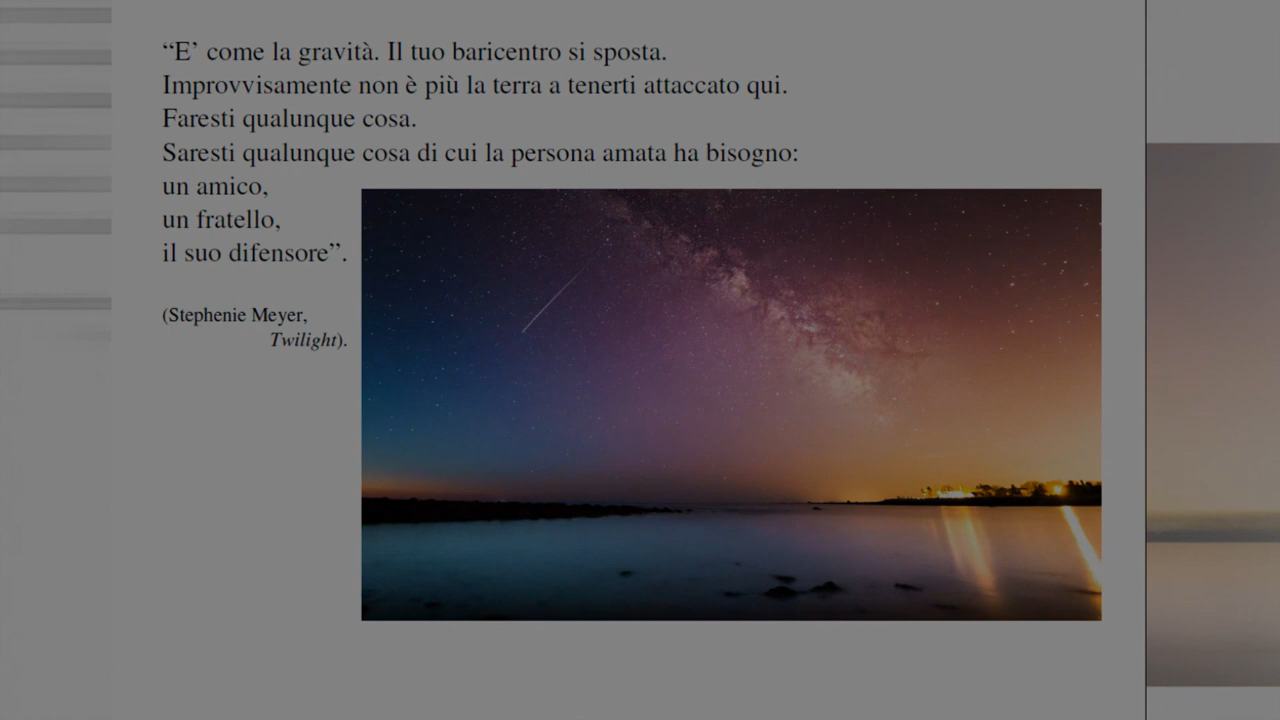 “E’ come la gravità. Il tuo baricentro si sposta.
Improvvisamente non è più la terra a tenerti attaccato qui.
Faresti qualunque cosa.
Saresti qualunque cosa di cui la persona amata ha bisogno:
un amico,
un fratello,
il suo difensore”.
(Stephenie Meyer,
Twilight).